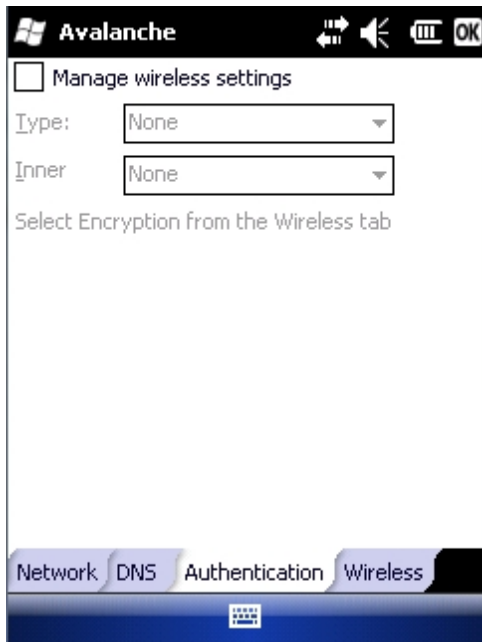 Avalanche OK
Manage wireless settings
Type: None
Inner None
Select Encryption from the Wireless tab
Network DNS Authentication Wireless